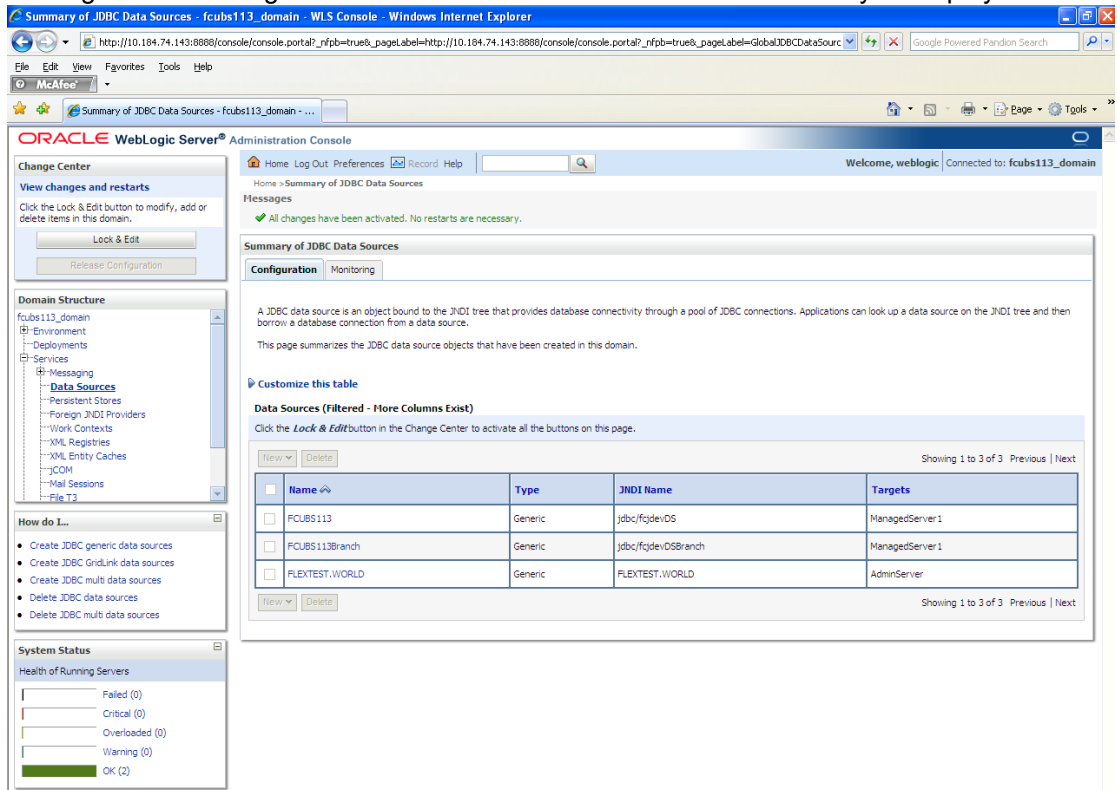 Summary of JDBC Data Sources - fcubs113_domain - WLS Console - Windows Internet Explorer
http://10.184.74.143:8888/console/console.portal?_nfpb=true&_pageLabel=http://10.184.74.143:8888/console/console.portal?_nfpb=true&_pageLabel=GlobalJDBCDataSourc
Google Powered Pandion Search
File Edit View Favorites Tools Help
McAfee
Summary of JDBC Data Sources - fcubs113_domain - ...
Page Tools
ORACLE WebLogic Server® Administration Console
Change Center
View changes and restarts
Click the Lock & Edit button to modify, add or
delete items in this domain.
Lock & Edit
Release Configuration
Domain Structure
fcubs113_domain
Environment
Deployments
Services
Messaging
Data Sources
Persistent Stores
Foreign JNDI Providers
Work Contexts
XML Registries
XML Entity Caches
jCOM
Mail Sessions
File T3
How do I...
Create JDBC generic data sources
Create JDBC GridLink data sources
Create JDBC multi data sources
Delete JDBC data sources
Delete JDBC multi data sources
System Status
Health of Running Servers
Failed (0)
Critical (0)
Overloaded (0)
Warning (0)
OK (2)
Home Log Out Preferences Record Help
Welcome, weblogic Connected to: fcubs113_domain
Home >Summary of JDBC Data Sources
Messages
All changes have been activated. No restarts are necessary.
Summary of JDBC Data Sources
Configuration Monitoring
A JDBC data source is an object bound to the JNDI tree that provides database connectivity through a pool of JDBC connections. Applications can look up a data source on the JNDI tree and then
borrow a database connection from a data source.
This page summarizes the JDBC data source objects that have been created in this domain.
Customize this table
Data Sources (Filtered - More Columns Exist)
Click the Lock & Edit button in the Change Center to activate all the buttons on this page.
New Delete Showing 1 to 3 of 3 Previous | Next
Name Type JNDI Name Targets
FCUBS113 Generic jdbc/fcjdevDS ManagedServer1
FCUBS113Branch Generic jdbc/fcjdevDSBranch ManagedServer1
FLEXTEST.WORLD Generic FLEXTEST.WORLD AdminServer
New Delete Showing 1 to 3 of 3 Previous | Next